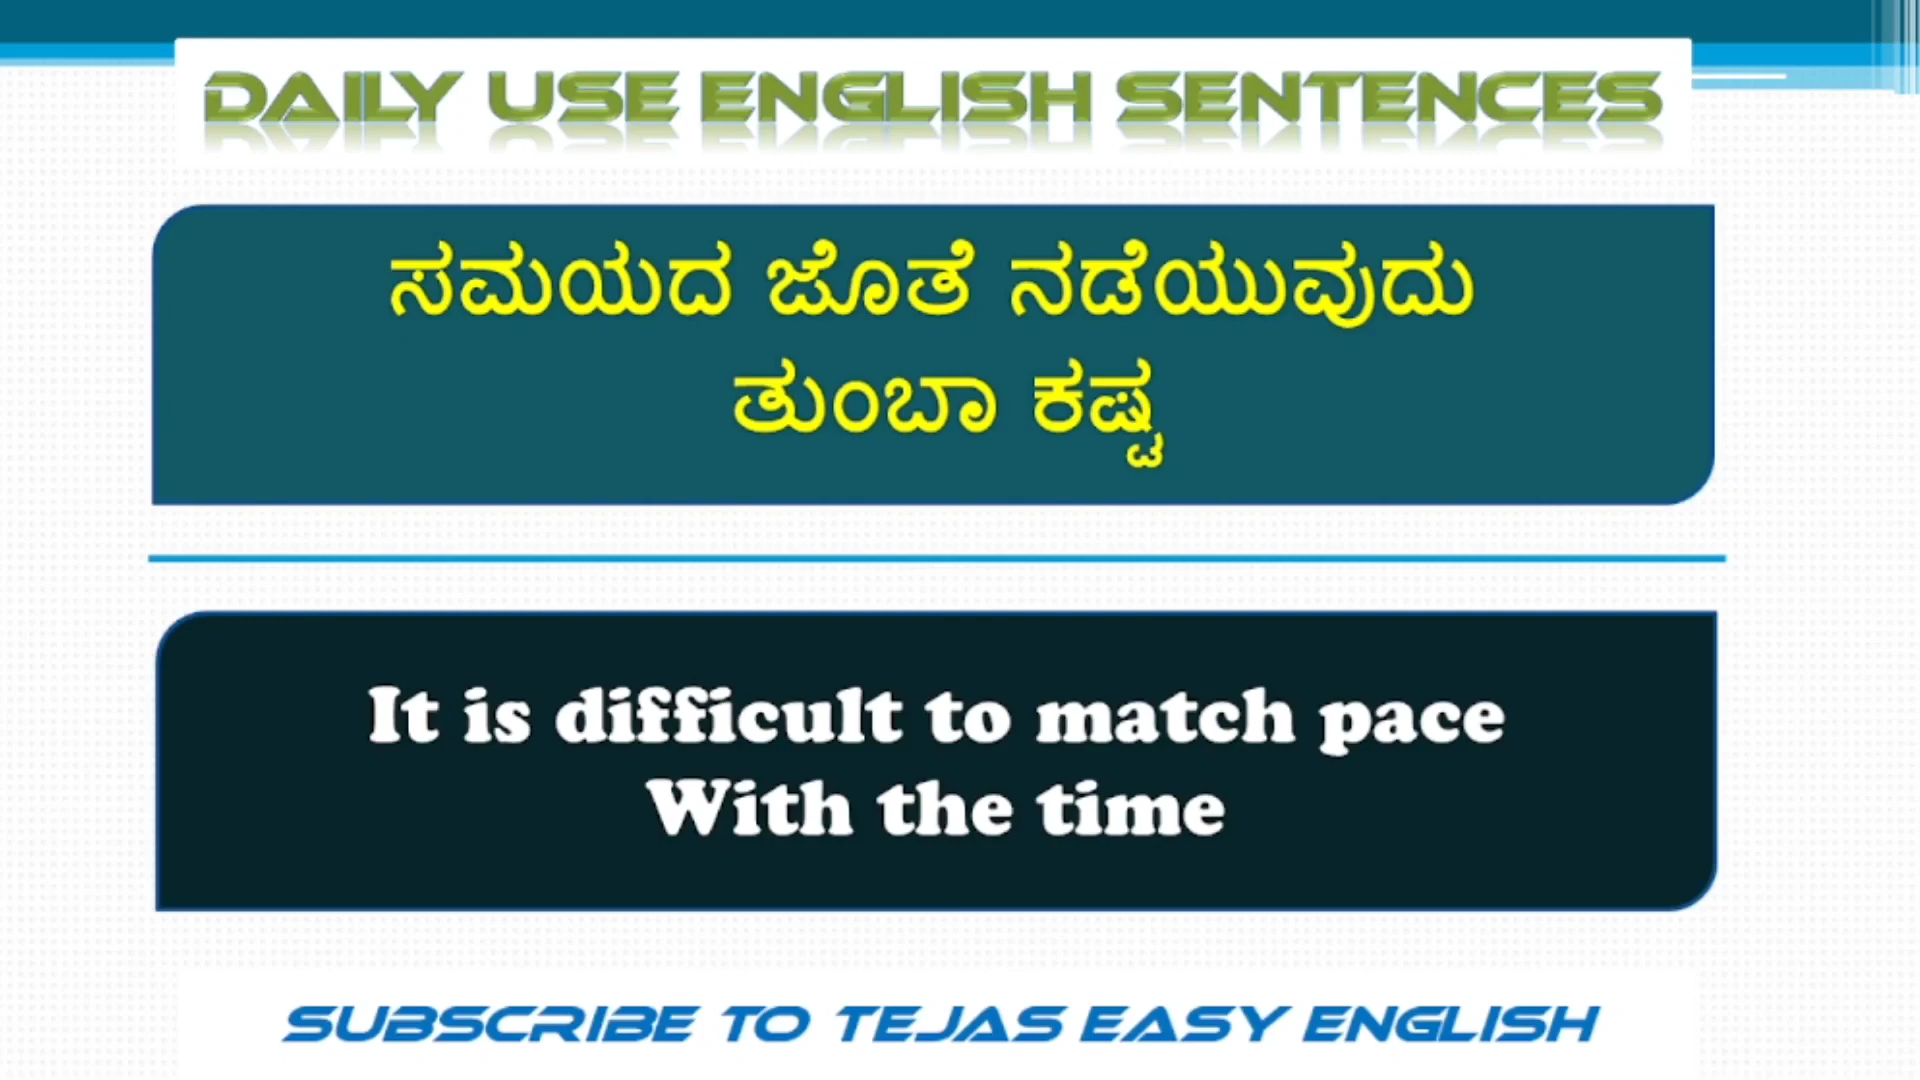 DAILY USE ENGLISH SENTENCES
ಸಮಯದ ಜೊತೆ ನಡೆಯುವುದು
ತುಂಬಾ ಕಷ್ಟ
It is difficult to match pace
With the time
SUBSCRIBE TO TEJAS EASY ENGLISH